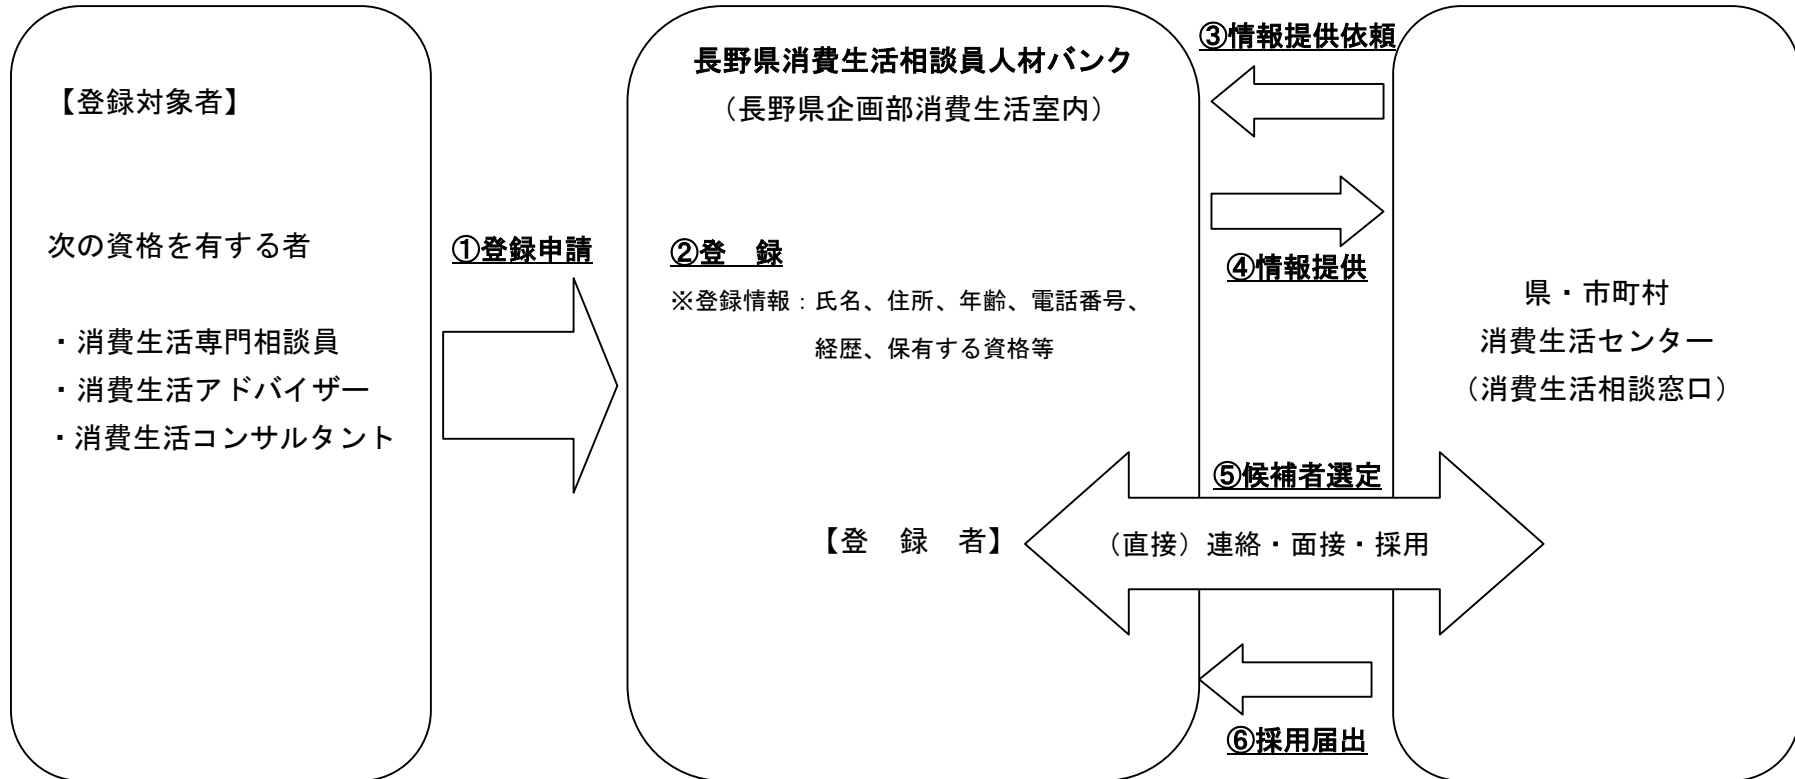 【登録対象者】
次の資格を有する者
・消費生活専門相談員
・消費生活アドバイザー
・消費生活コンサルタント
①登録申請
長野県消費生活相談員人材バンク
（長野県企画部消費生活室内）
②登　録
※登録情報：氏名、住所、年齢、電話番号、
経歴、保有する資格等
【登　録　者】
③情報提供依頼
④情報提供
⑤候補者選定
（直接）連絡・面接・採用
⑥採用届出
県・市町村
消費生活センター
（消費生活相談窓口）